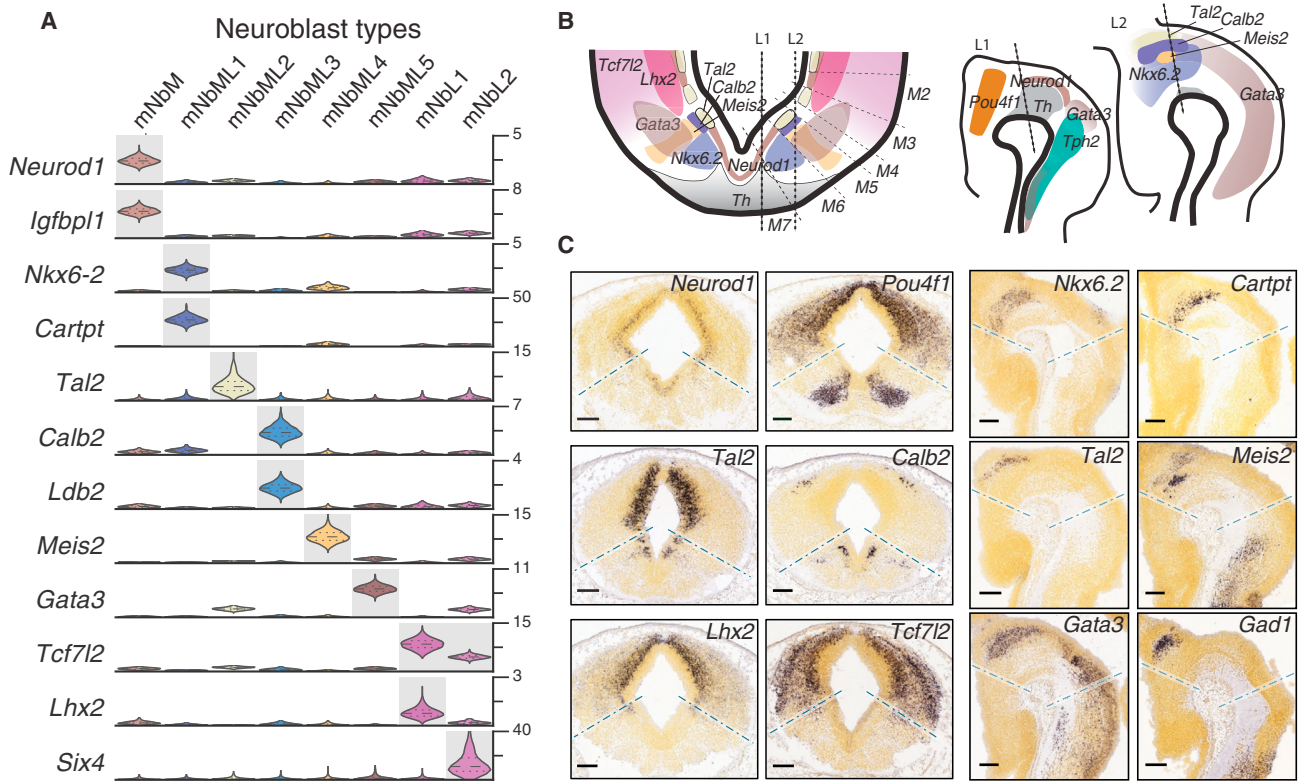 A
Neuroblast types
mNbM
mNbML1
mNbML2
mNbML3
mNbML4
mNbML5
mNbL1
mNbL2
Neurod1
5
Igfbpl1
8
Nkx6-2
5
Cartpt
50
Tal2
15
Calb2
7
Ldb2
4
Meis2
15
Gata3
11
Tcf7l2
15
Lhx2
3
Six4
40
B
L1
L2
Tcf7l2
Lhx2
Tal2
Calb2
Meis2
Gata3
Nkx6.2
Neurod1
Th
M2
M3
M4
M5
M6
M7
L1
Pou4f1
Neurod1
Th
Gata3
Tph2
L2
Tal2
Calb2
Meis2
Nkx6.2
Gata3
C
Neurod1
Pou4f1
Nkx6.2
Cartpt
Tal2
Calb2
Tal2
Meis2
Lhx2
Tcf7l2
Gata3
Gad1